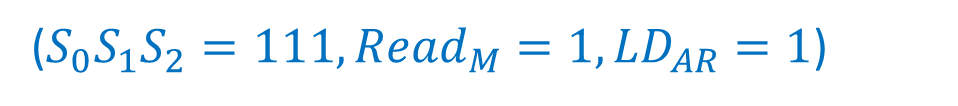 (S₀S₁S₂ = 111, Read_M = 1, LD_AR = 1)